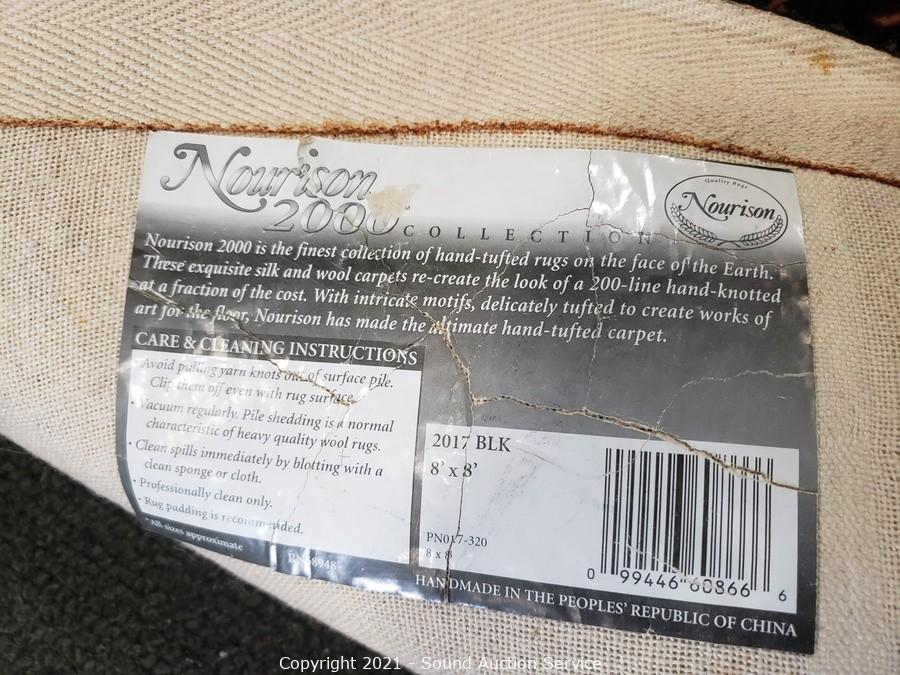 Nourison
2000™
COLLECTION
Quality Rugs
Nourison
Nourison 2000 is the finest collection of hand-tufted rugs on the face of the Earth.
These exquisite silk and wool carpets re-create the look of a 200-line hand-knotted
at a fraction of the cost. With intricate motifs, delicately tufted to create works of
art for the floor, Nourison has made the ultimate hand-tufted carpet.
CARE & CLEANING INSTRUCTIONS
• Avoid pulling yarn knots out of surface pile.
Clip them off even with rug surface.
• Vacuum regularly. Pile shedding is a normal
characteristic of heavy quality wool rugs.
• Clean spills immediately by blotting with a
clean sponge or cloth.
• Professionally clean only.
• Rug padding is recommended.
*All sizes approximate
2017 BLK
8' x 8'
PN017-320
8 x 8
0 99446 60866 6
HANDMADE IN THE PEOPLES' REPUBLIC OF CHINA
Copyright 2021 - Sound Auction Service